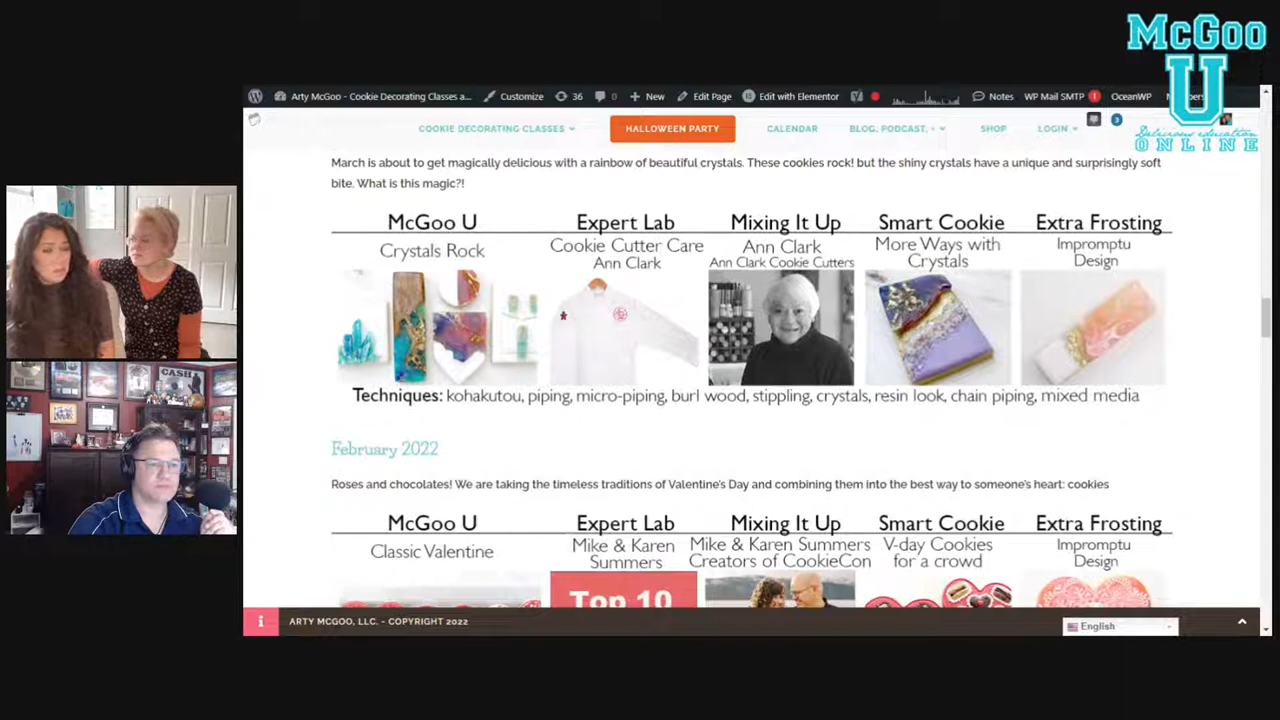 McGoo
U
Delicious education
ONLINE
Arty McGoo - Cookie Decorating Classes a...
Customize
36
0
New
Edit Page
Edit with Elementor
Notes
WP Mail SMTP
OceanWP
COOKIE DECORATING CLASSES
HALLOWEEN PARTY
CALENDAR
BLOG, PODCAST,
SHOP
LOGIN
3
March is about to get magically delicious with a rainbow of beautiful crystals. These cookies rock! but the shiny crystals have a unique and surprisingly soft
bite. What is this magic?!
McGoo U
Expert Lab
Mixing It Up
Smart Cookie
Extra Frosting
Crystals Rock
Cookie Cutter Care
Ann Clark
Ann Clark
Ann Clark Cookie Cutters
More Ways with
Crystals
Impromptu
Design
Techniques: kohakutou, piping, micro-piping, burl wood, stippling, crystals, resin look, chain piping, mixed media
February 2022
Roses and chocolates! We are taking the timeless traditions of Valentine's Day and combining them into the best way to someone's heart: cookies
McGoo U
Expert Lab
Mixing It Up
Smart Cookie
Extra Frosting
Classic Valentine
Mike & Karen
Summers
Mike & Karen Summers
Creators of CookieCon
V-day Cookies
for a crowd
Impromptu
Design
Top 10
ARTY MCGOO, LLC. - COPYRIGHT 2022
English
CASH